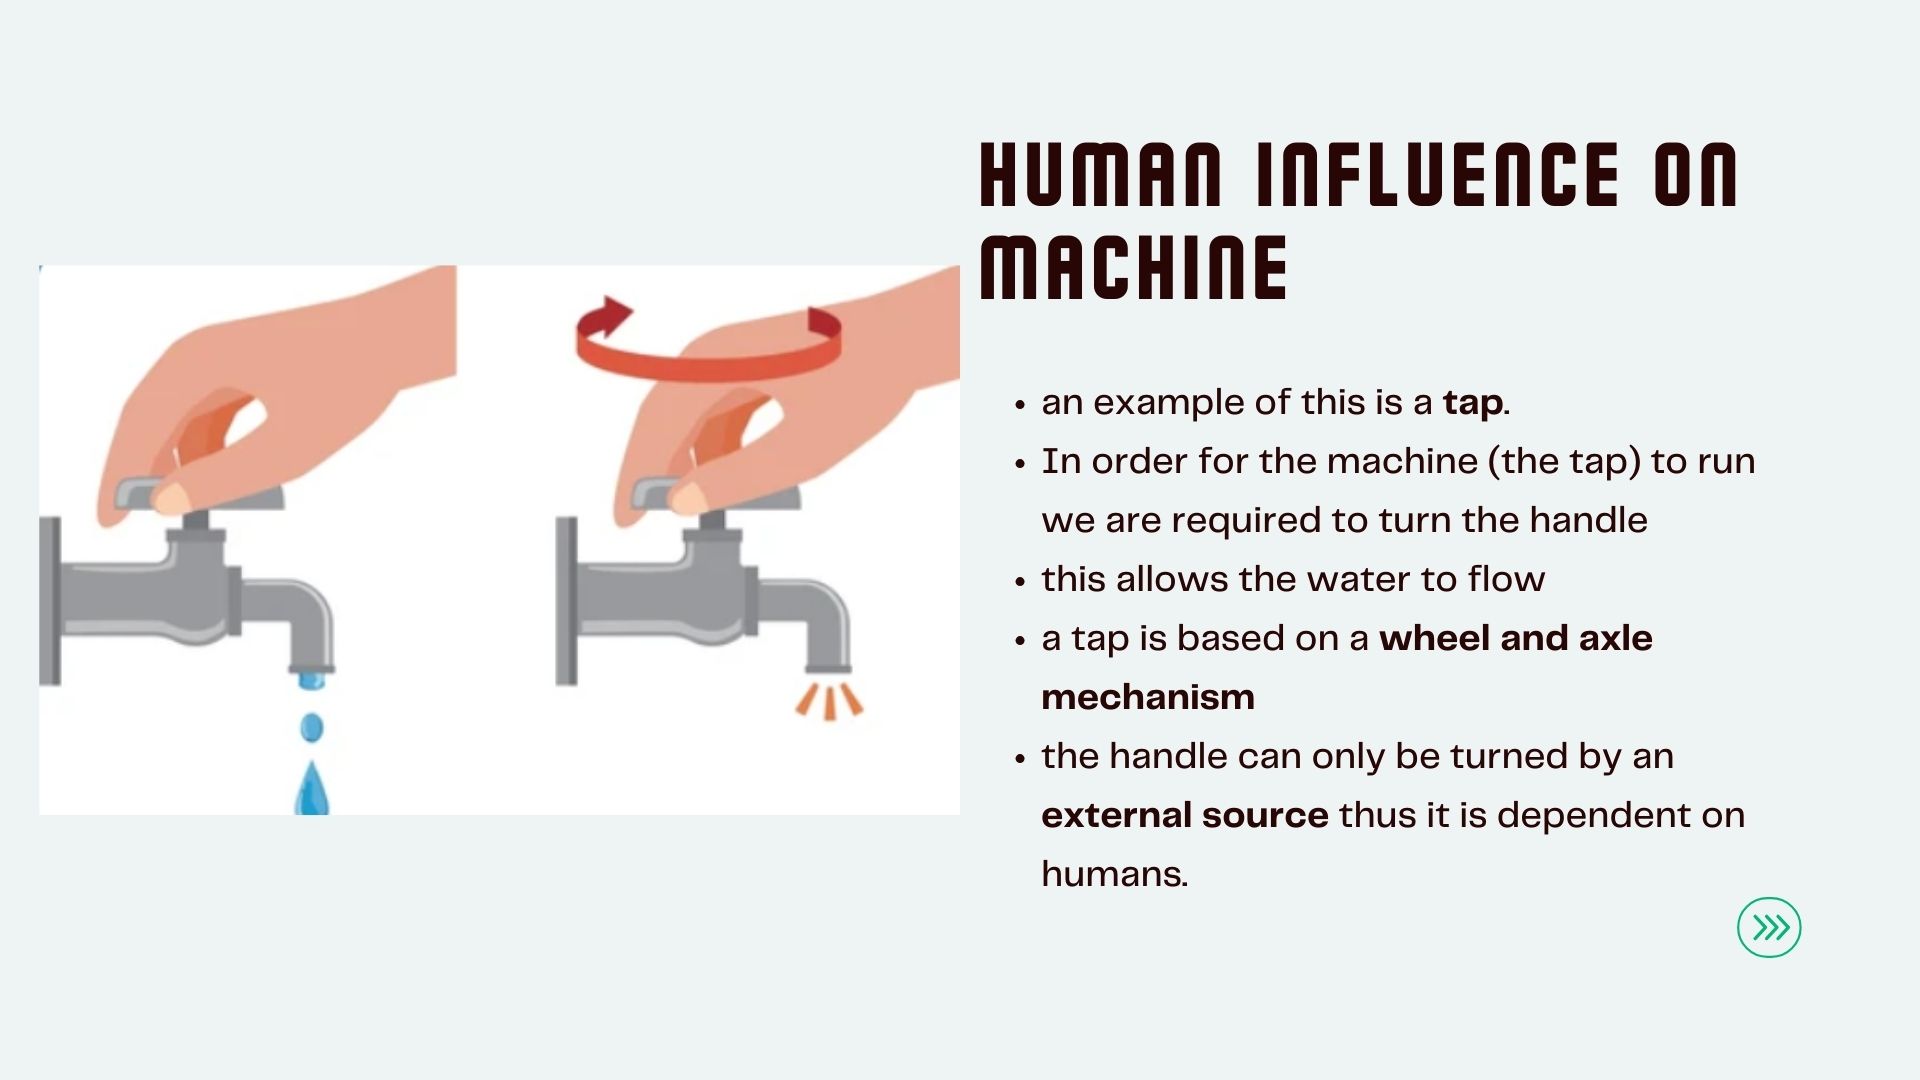 HUMAN INFLUENCE ON
MACHINE
• an example of this is a tap.
• In order for the machine (the tap) to run
we are required to turn the handle
• this allows the water to flow
• a tap is based on a wheel and axle
mechanism
• the handle can only be turned by an
external source thus it is dependent on
humans.